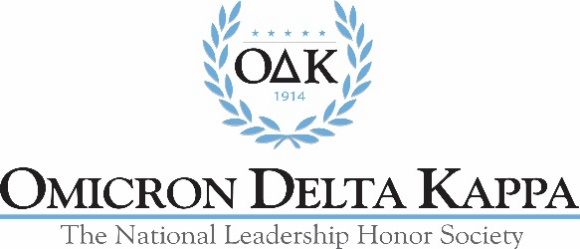 ΟΔΚ
1914
OMICRON DELTA KAPPA
The National Leadership Honor Society